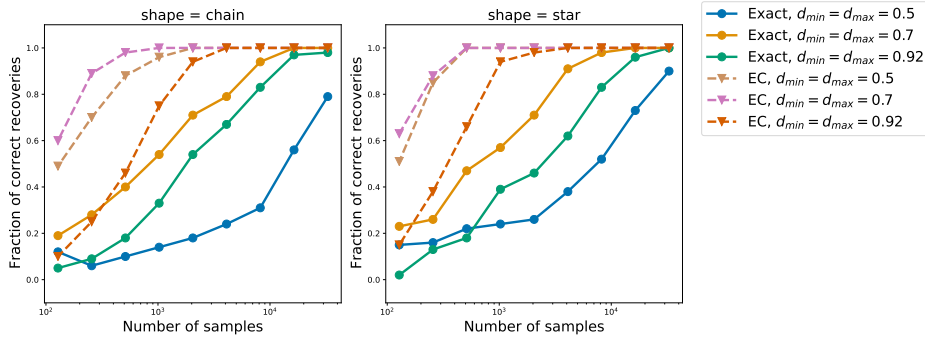 shape = chain
1.0
0.8
0.6
0.4
0.2
0.0
Fraction of correct recoveries
10²
10³
10⁴
Number of samples
shape = star
1.0
0.8
0.6
0.4
0.2
0.0
Fraction of correct recoveries
10²
10³
10⁴
Number of samples
Exact, d_min = d_max = 0.5
Exact, d_min = d_max = 0.7
Exact, d_min = d_max = 0.92
EC, d_min = d_max = 0.5
EC, d_min = d_max = 0.7
EC, d_min = d_max = 0.92